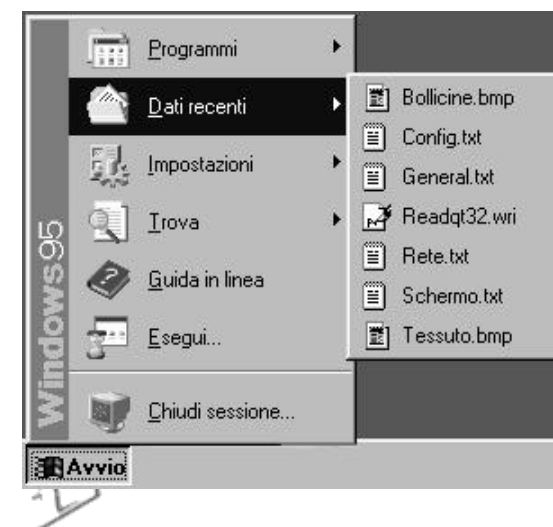 Programmi
Dati recenti
Impostazioni
Trova
Guida in linea
Esegui...
Chiudi sessione...
Windows95
Bollicine.bmp
Config.txt
General.txt
Readqt32.wri
Rete.txt
Schermo.txt
Tessuto.bmp
Avvio